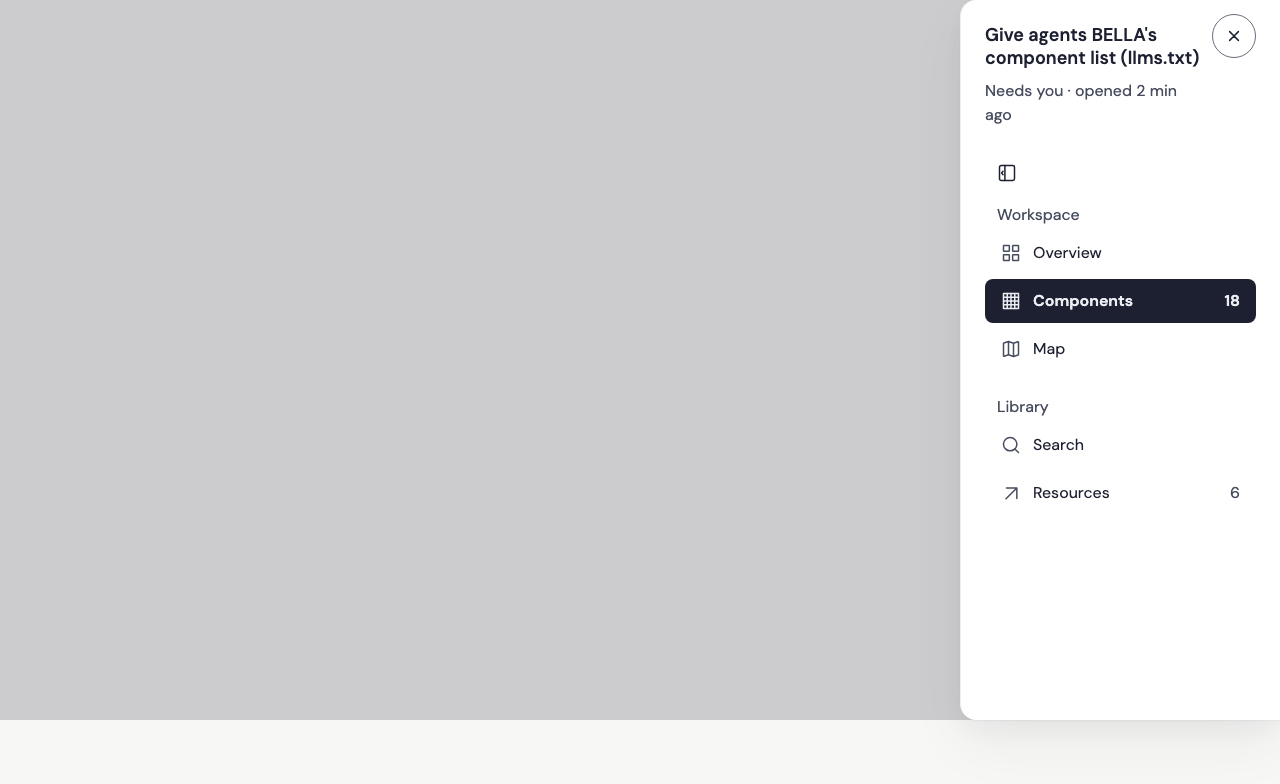 Give agents BELLA's
component list (llms.txt)
Needs you · opened 2 min
ago
Workspace
Overview
Components 18
Map
Library
Search
Resources 6